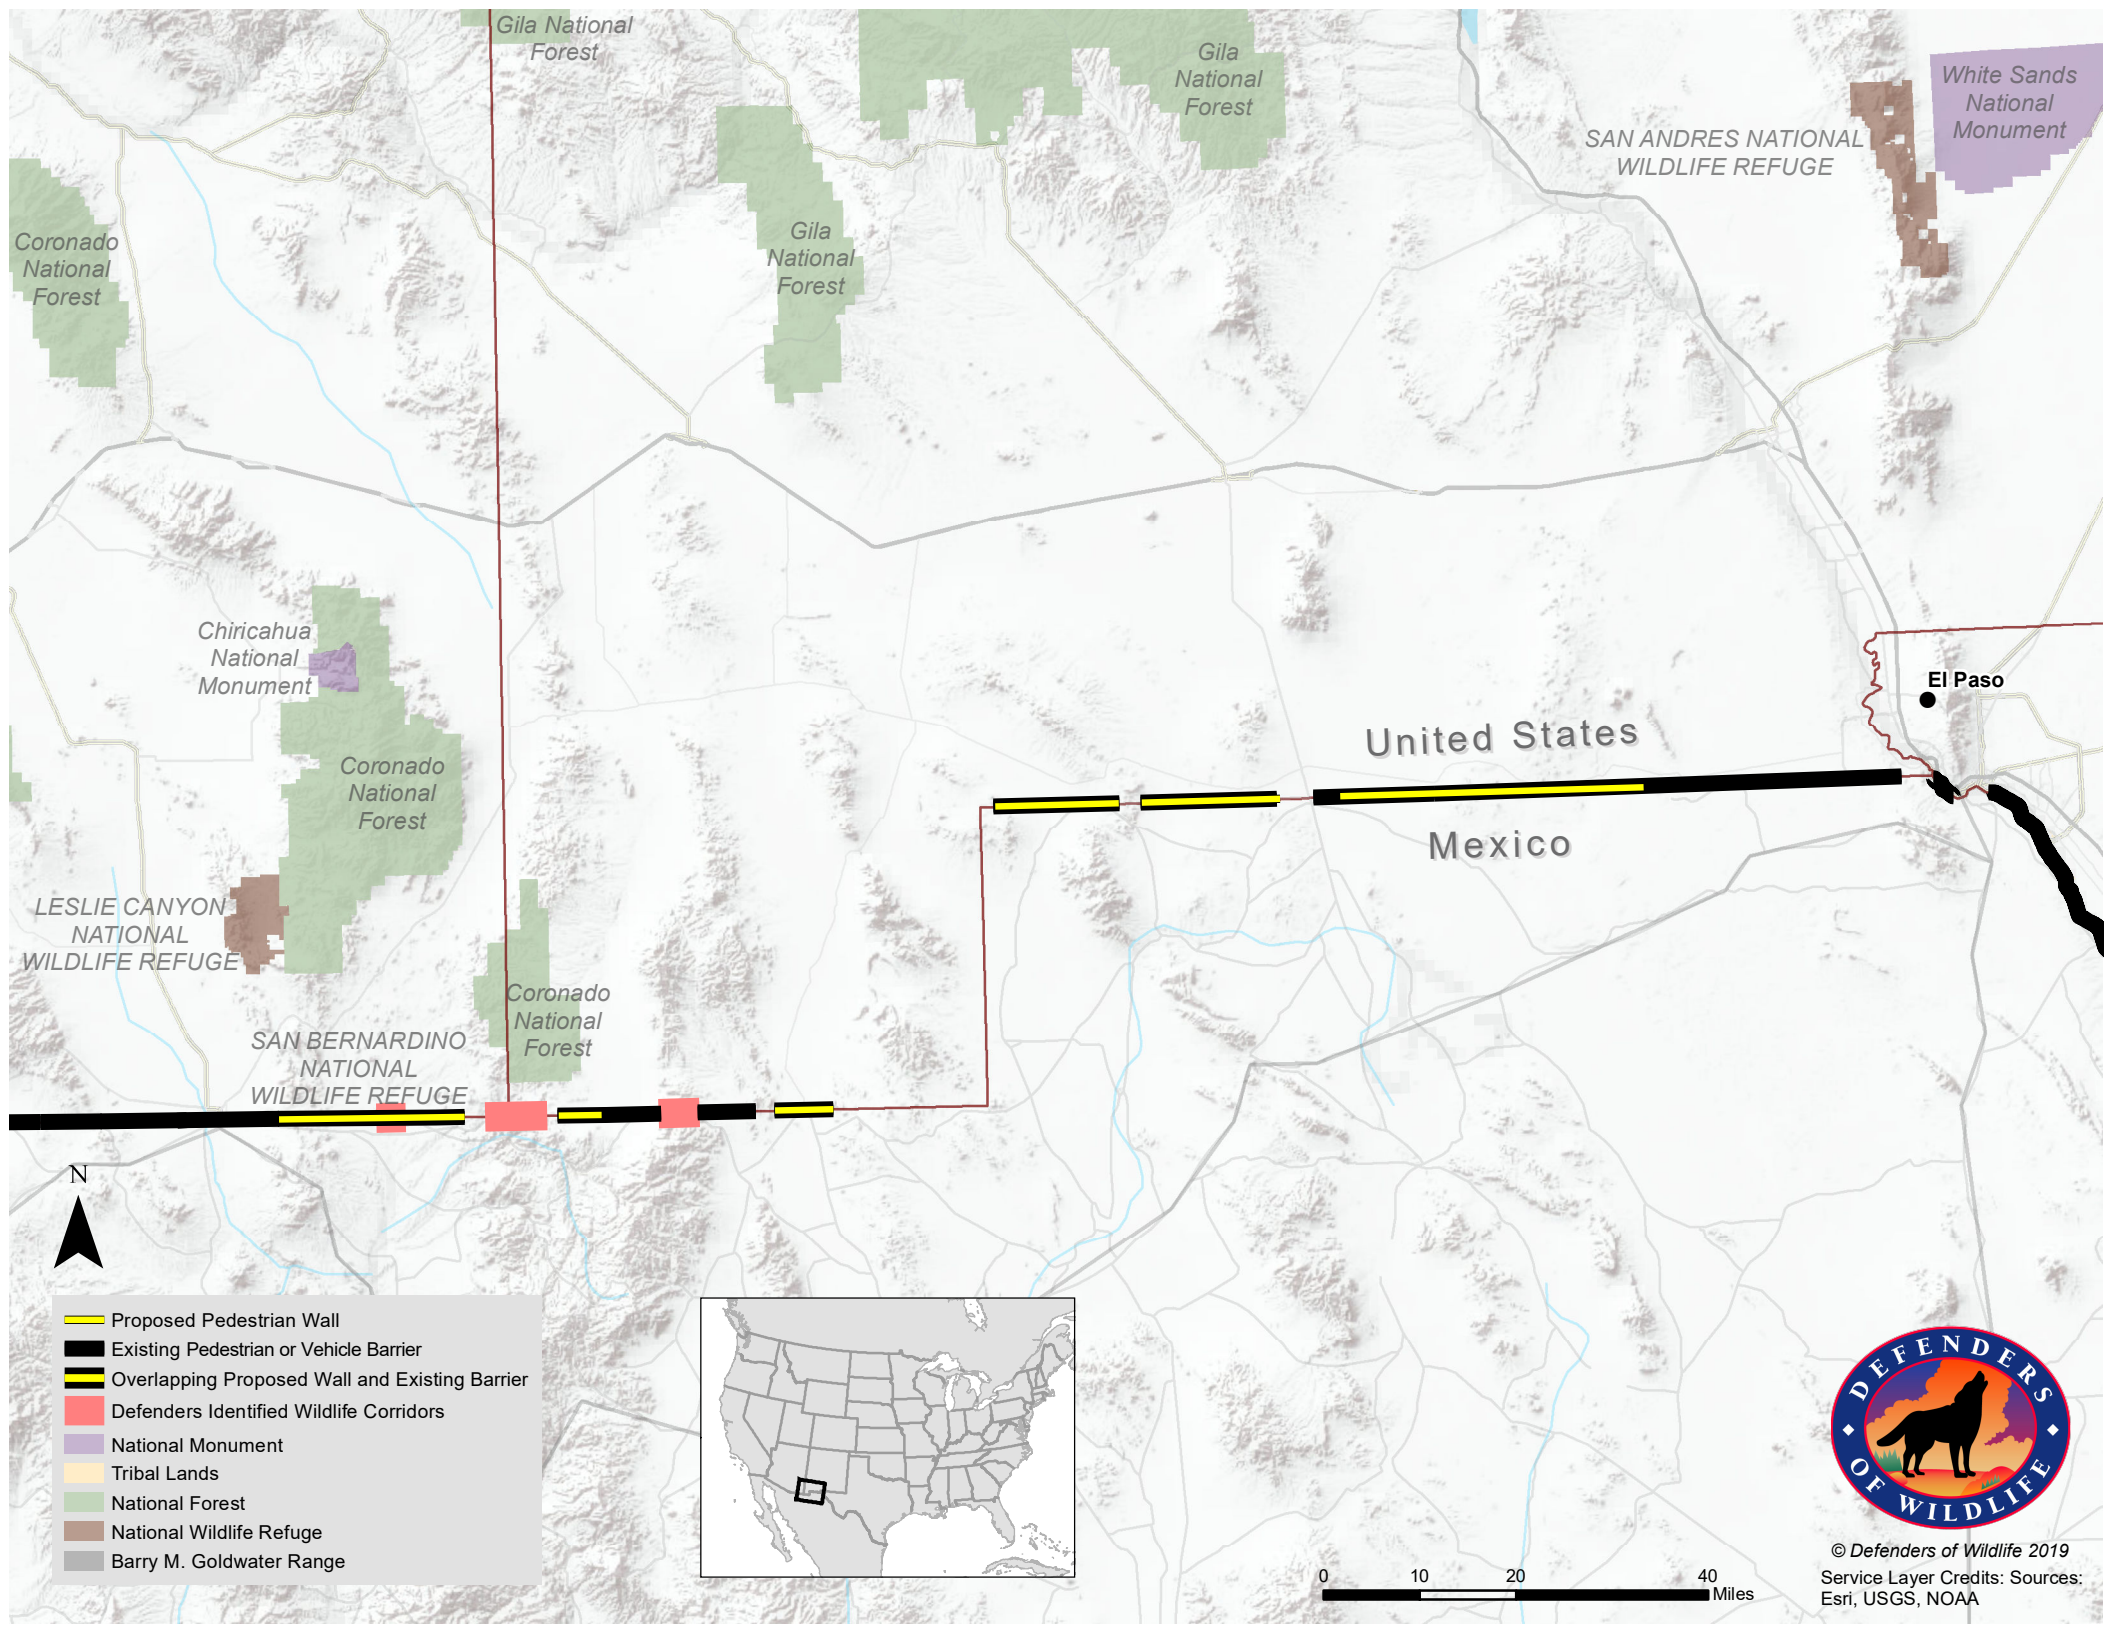 Gila National
Forest
Gila
National
Forest
White Sands
National
Monument
SAN ANDRES NATIONAL
WILDLIFE REFUGE
Coronado
National
Forest
Gila
National
Forest
Chiricahua
National
Monument
El Paso
United States
Coronado
National
Forest
Mexico
LESLIE CANYON
NATIONAL
WILDLIFE REFUGE
Coronado
National
Forest
SAN BERNARDINO
NATIONAL
WILDLIFE REFUGE
N
Proposed Pedestrian Wall
Existing Pedestrian or Vehicle Barrier
Overlapping Proposed Wall and Existing Barrier
Defenders Identified Wildlife Corridors
National Monument
Tribal Lands
National Forest
National Wildlife Refuge
Barry M. Goldwater Range
DEFENDERS
OF WILDLIFE
© Defenders of Wildlife 2019
0 10 20 40
Miles
Service Layer Credits: Sources:
Esri, USGS, NOAA